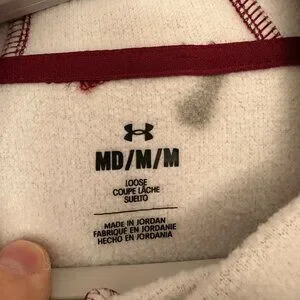 MD/M/M
LOOSE
COUPE LÂCHE
SUELTO
MADE IN JORDAN
FABRIQUÉ EN JORDANIE
HECHO EN JORDANIA